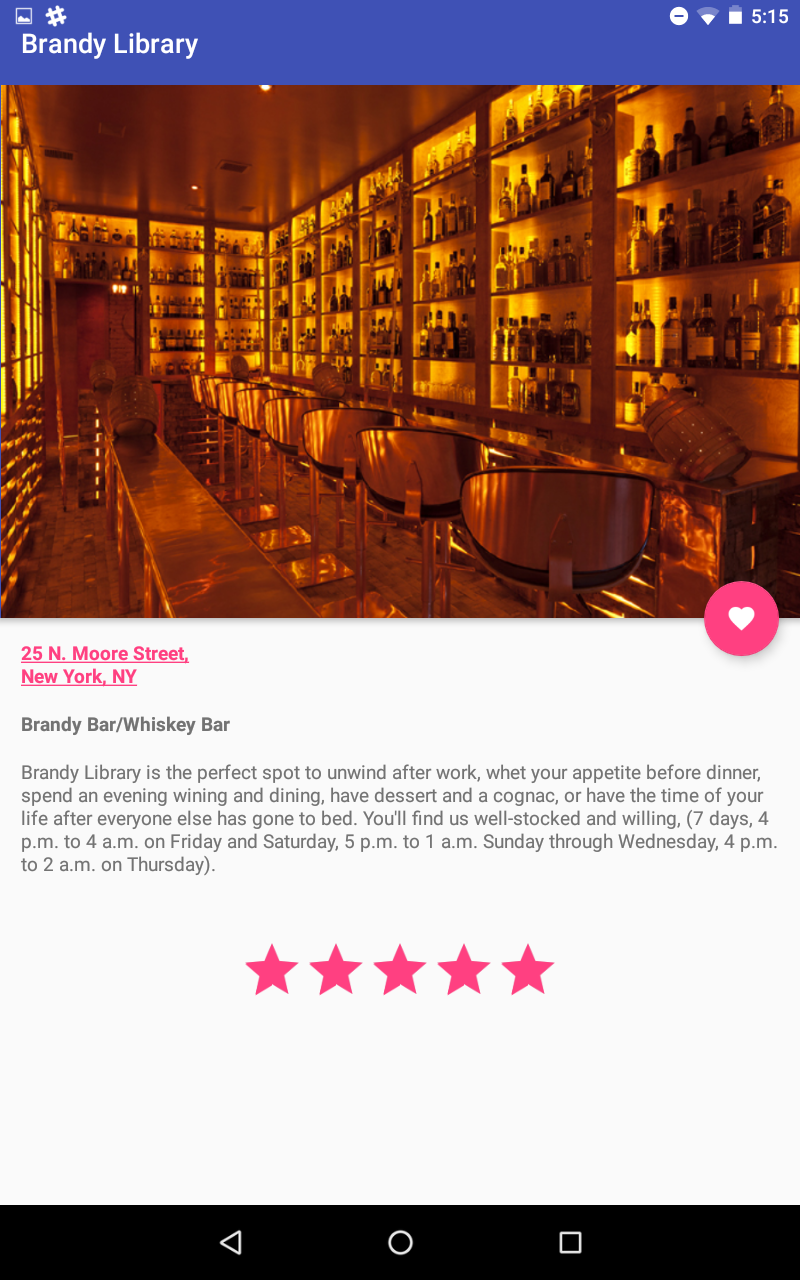 5:15
Brandy Library
25 N. Moore Street,
New York, NY
Brandy Bar/Whiskey Bar
Brandy Library is the perfect spot to unwind after work, whet your appetite before dinner,
spend an evening wining and dining, have dessert and a cognac, or have the time of your
life after everyone else has gone to bed. You'll find us well-stocked and willing, (7 days, 4
p.m. to 4 a.m. on Friday and Saturday, 5 p.m. to 1 a.m. Sunday through Wednesday, 4 p.m.
to 2 a.m. on Thursday).